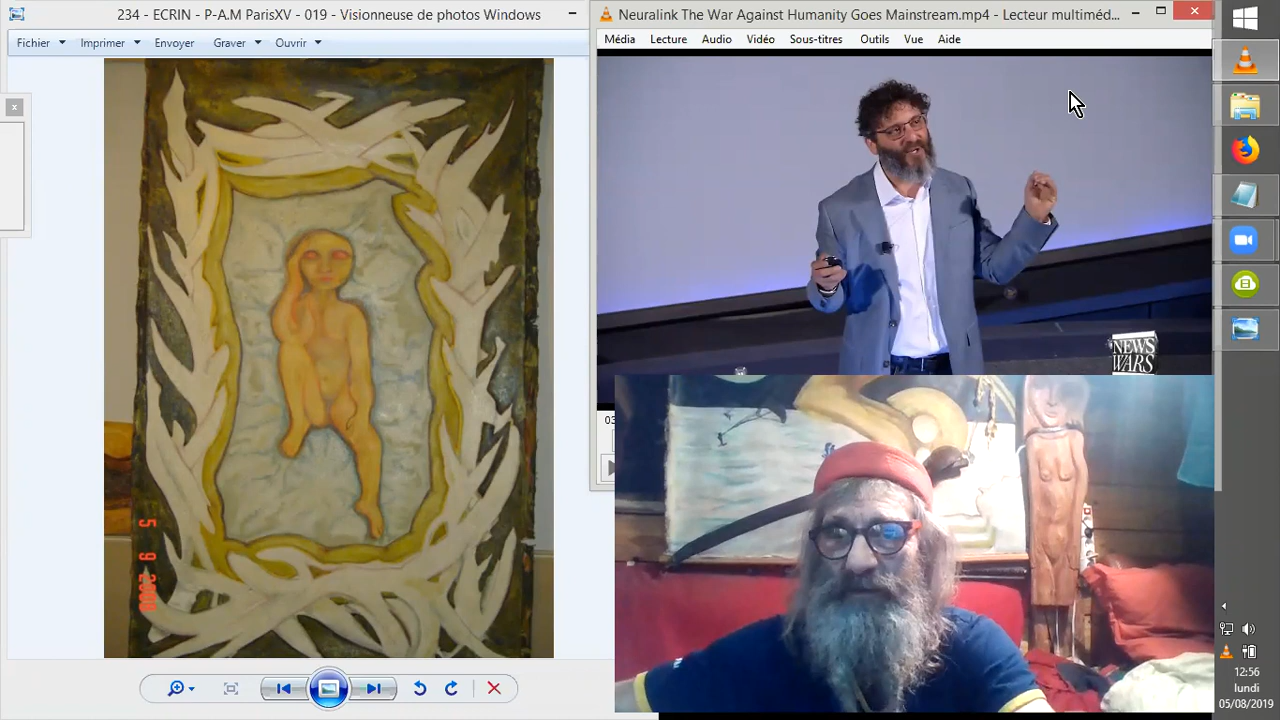 234 - ECRIN - P-A.M ParisXV - 019 - Visionneuse de photos Windows
Fichier Imprimer Envoyer Graver Ouvrir
5 9 2000
Neuralink The War Against Humanity Goes Mainstream.mp4 - Lecteur multiméd...
Média Lecture Audio Vidéo Sous-titres Outils Vue Aide
NEWS
WARS
03
12:56
lundi
05/08/2019